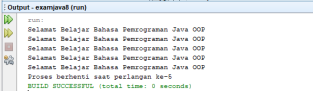 Output - examjava8 (run)
run:
Selamat Belajar Bahasa Pemrograman Java OOP
Selamat Belajar Bahasa Pemrograman Java OOP
Selamat Belajar Bahasa Pemrograman Java OOP
Selamat Belajar Bahasa Pemrograman Java OOP
Selamat Belajar Bahasa Pemrograman Java OOP
Proses berhenti saat perlangan ke-5
BUILD SUCCESSFUL (total time: 0 seconds)